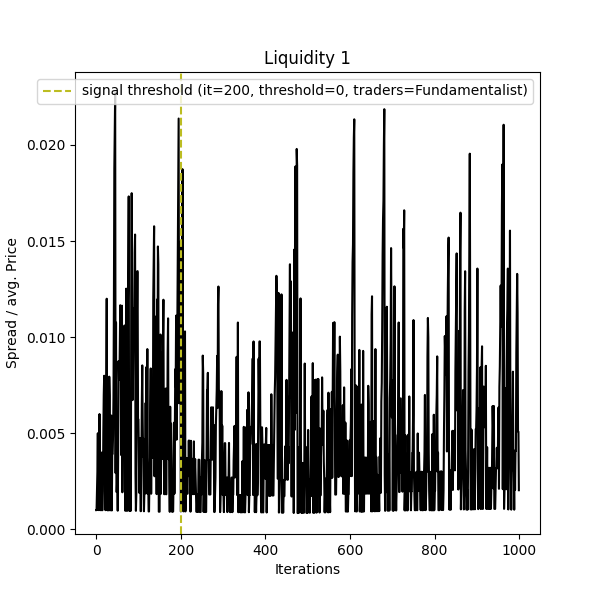 Liquidity 1
signal threshold (it=200, threshold=0, traders=Fundamentalist)
0.020
0.015
0.010
0.005
0.000
Spread / avg. Price
0 200 400 600 800 1000
Iterations